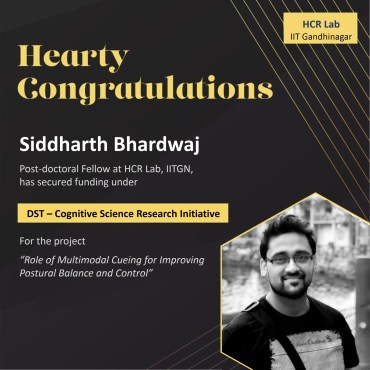 HCR Lab
IIT Gandhinagar
Hearty
Congratulations
Siddharth Bhardwaj
Post-doctoral Fellow at HCR Lab, IITGN,
has secured funding under
DST – Cognitive Science Research Initiative
For the project
“Role of Multimodal Cueing for Improving
Postural Balance and Control”